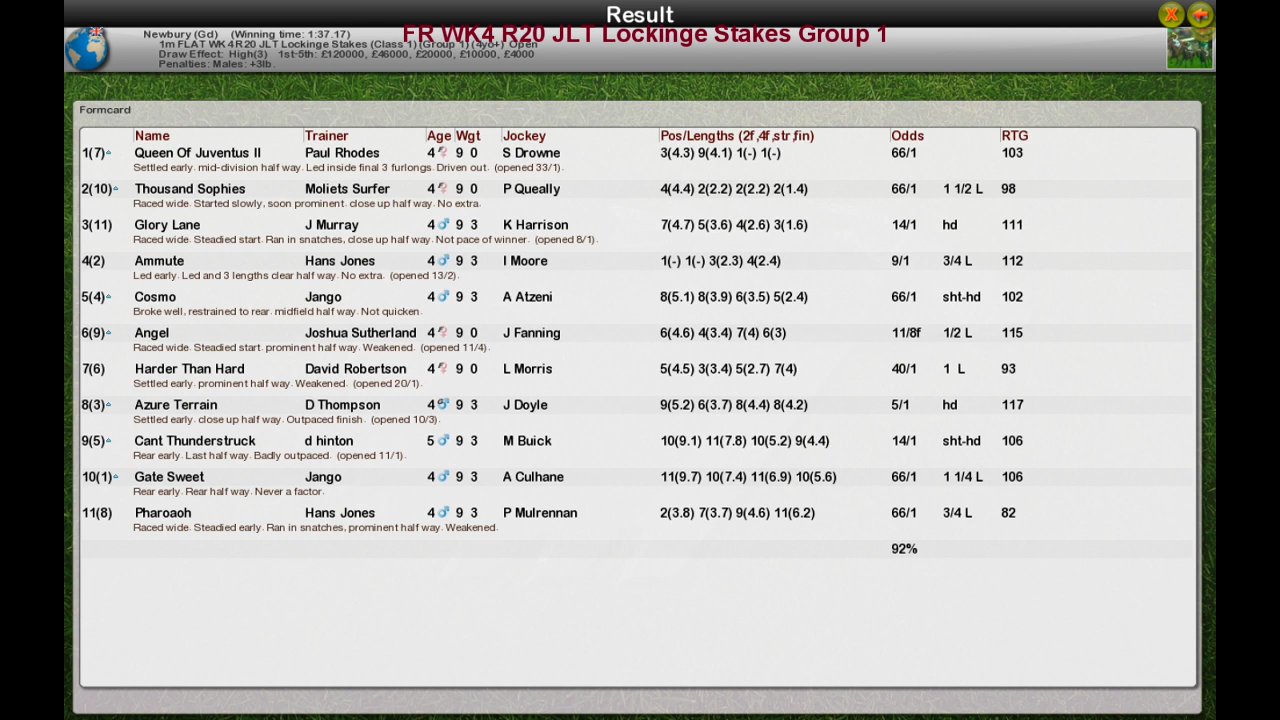 Result
FR WK4 R20 JLT Lockinge Stakes Group 1
Newbury (Gd) (Winning time: 1:37.17)
1m FLAT WK4 R20 JLT Lockinge Stakes (Class 1) (Group 1) (4yo+) Open
Draw Effect: High(3) 1st-5th: £120000, £46000, £20000, £10000, £4000
Penalties: Males: +3lb.
Formcard
Name Trainer Age Wgt Jockey Pos/Lengths (2f,4f,str,fin) Odds RTG
1(7) Queen Of Juventus II Paul Rhodes 4 9 0 S Drowne 3(4.3) 9(4.1) 1(-) 1(-) 66/1 103
Settled early. mid-division half way. Led inside final 3 furlongs. Driven out. (opened 33/1).
2(10) Thousand Sophies Moliets Surfer 4 9 0 P Queally 4(4.4) 2(2.2) 2(2.2) 2(1.4) 66/1 1 1/2 L 98
Raced wide. Started slowly, soon prominent. close up half way. No extra.
3(11) Glory Lane J Murray 4 9 3 K Harrison 7(4.7) 5(3.6) 4(2.6) 3(1.6) 14/1 hd 111
Raced wide. Steadied start. Ran in snatches, close up half way. Not pace of winner. (opened 8/1).
4(2) Ammute Hans Jones 4 9 3 I Moore 1(-) 1(-) 3(2.3) 4(2.4) 9/1 3/4 L 112
Led early. Led and 3 lengths clear half way. No extra. (opened 13/2).
5(4) Cosmo Jango 4 9 3 A Atzeni 8(5.1) 8(3.9) 6(3.5) 5(2.4) 66/1 sht-hd 102
Broke well, restrained to rear. midfield half way. Not quicken.
6(9) Angel Joshua Sutherland 4 9 0 J Fanning 6(4.6) 4(3.4) 7(4) 6(3) 11/8f 1/2 L 115
Raced wide. Steadied start. prominent half way. Weakened. (opened 11/4).
7(6) Harder Than Hard David Robertson 4 9 0 L Morris 5(4.5) 3(3.4) 5(2.7) 7(4) 40/1 1 L 93
Settled early. prominent half way. Weakened. (opened 20/1).
8(3) Azure Terrain D Thompson 4 9 3 J Doyle 9(5.2) 6(3.7) 8(4.4) 8(4.2) 5/1 hd 117
Settled early. close up half way. Outpaced finish. (opened 10/3).
9(5) Cant Thunderstruck d hinton 5 9 3 M Buick 10(9.1) 11(7.8) 10(5.2) 9(4.4) 14/1 sht-hd 106
Rear early. Last half way. Badly outpaced. (opened 11/1).
10(1) Gate Sweet Jango 4 9 3 A Culhane 11(9.7) 10(7.4) 11(6.9) 10(5.6) 66/1 1 1/4 L 106
Rear early. Rear half way. Never a factor.
11(8) Pharoaoh Hans Jones 4 9 3 P Mulrennan 2(3.8) 7(3.7) 9(4.6) 11(6.2) 66/1 3/4 L 82
Raced wide. Steadied early. Ran in snatches, prominent half way. Weakened.
92%